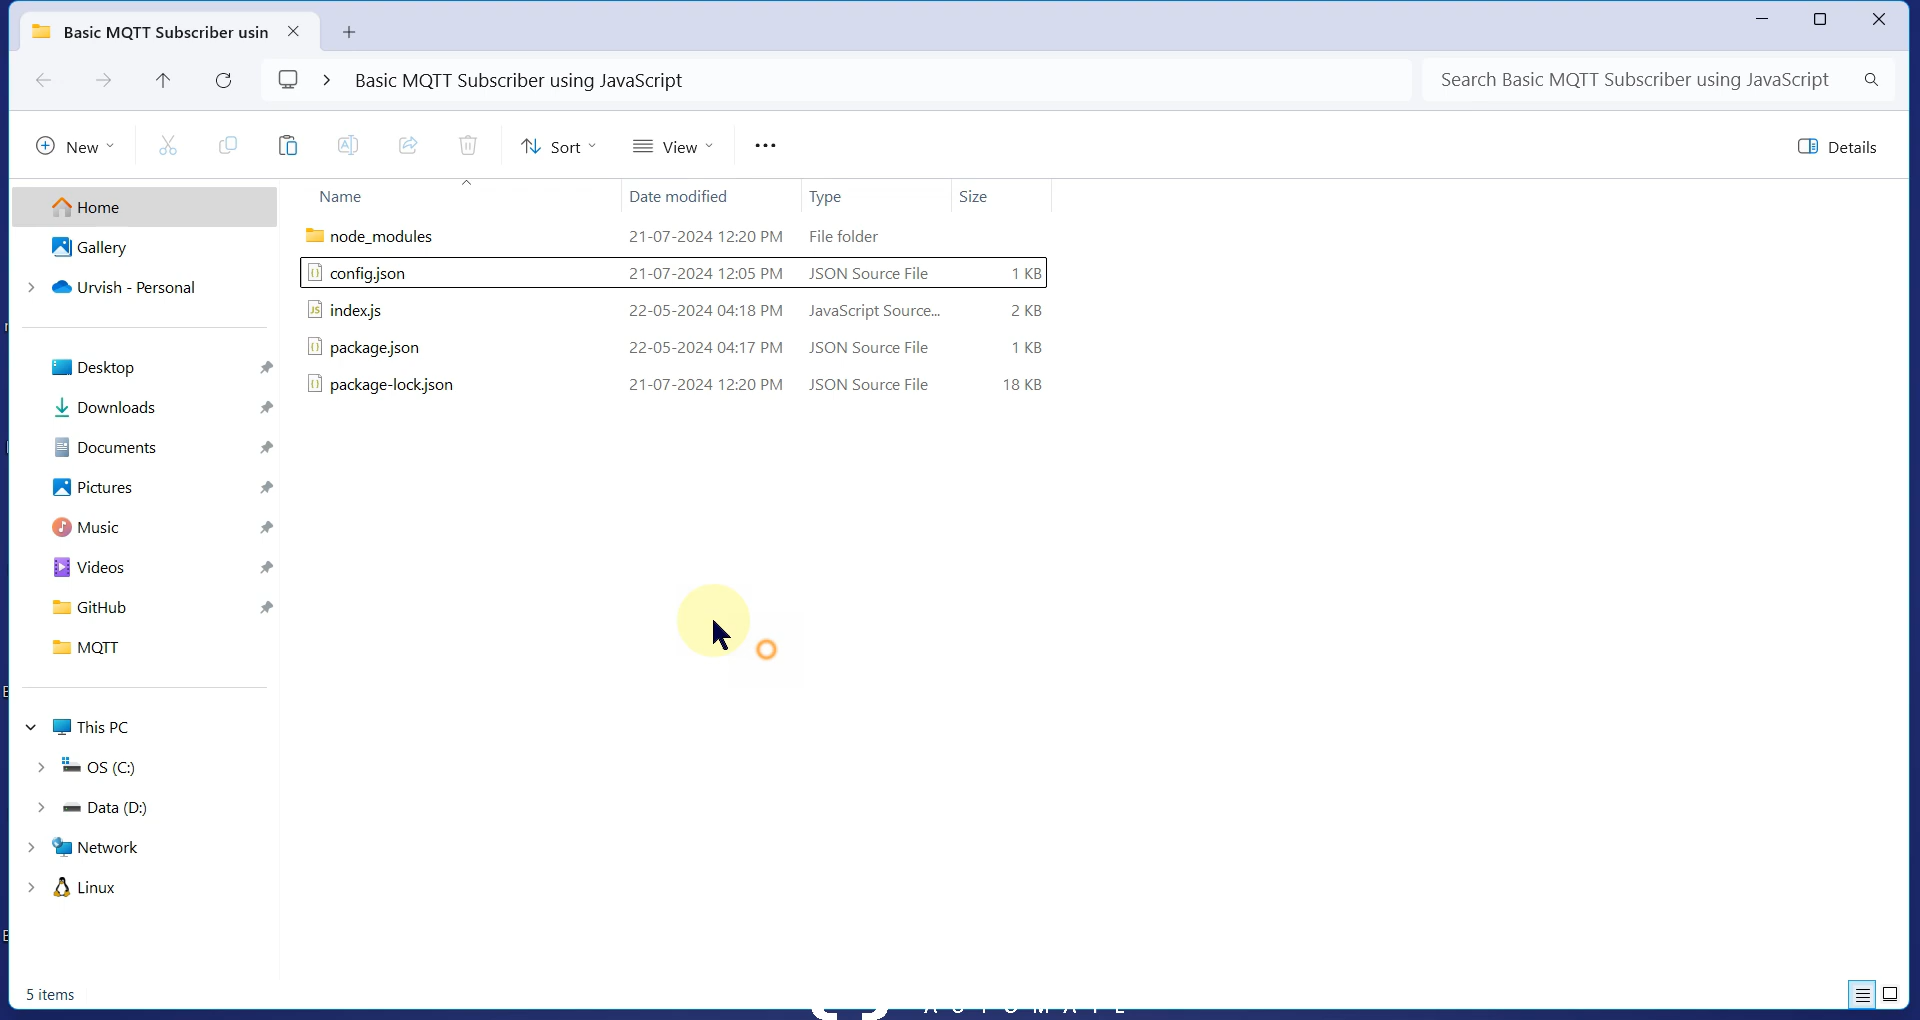 Basic MQTT Subscriber usin
Basic MQTT Subscriber using JavaScript
Search Basic MQTT Subscriber using JavaScript
New
Sort
View
Details
Name Date modified Type Size
Home
Gallery
Urvish - Personal
Desktop
Downloads
Documents
Pictures
Music
Videos
GitHub
MQTT
This PC
OS (C:)
Data (D:)
Network
Linux
node_modules 21-07-2024 12:20 PM File folder
config.json 21-07-2024 12:05 PM JSON Source File 1 KB
index.js 22-05-2024 04:18 PM JavaScript Source... 2 KB
package.json 22-05-2024 04:17 PM JSON Source File 1 KB
package-lock.json 21-07-2024 12:20 PM JSON Source File 18 KB
5 items